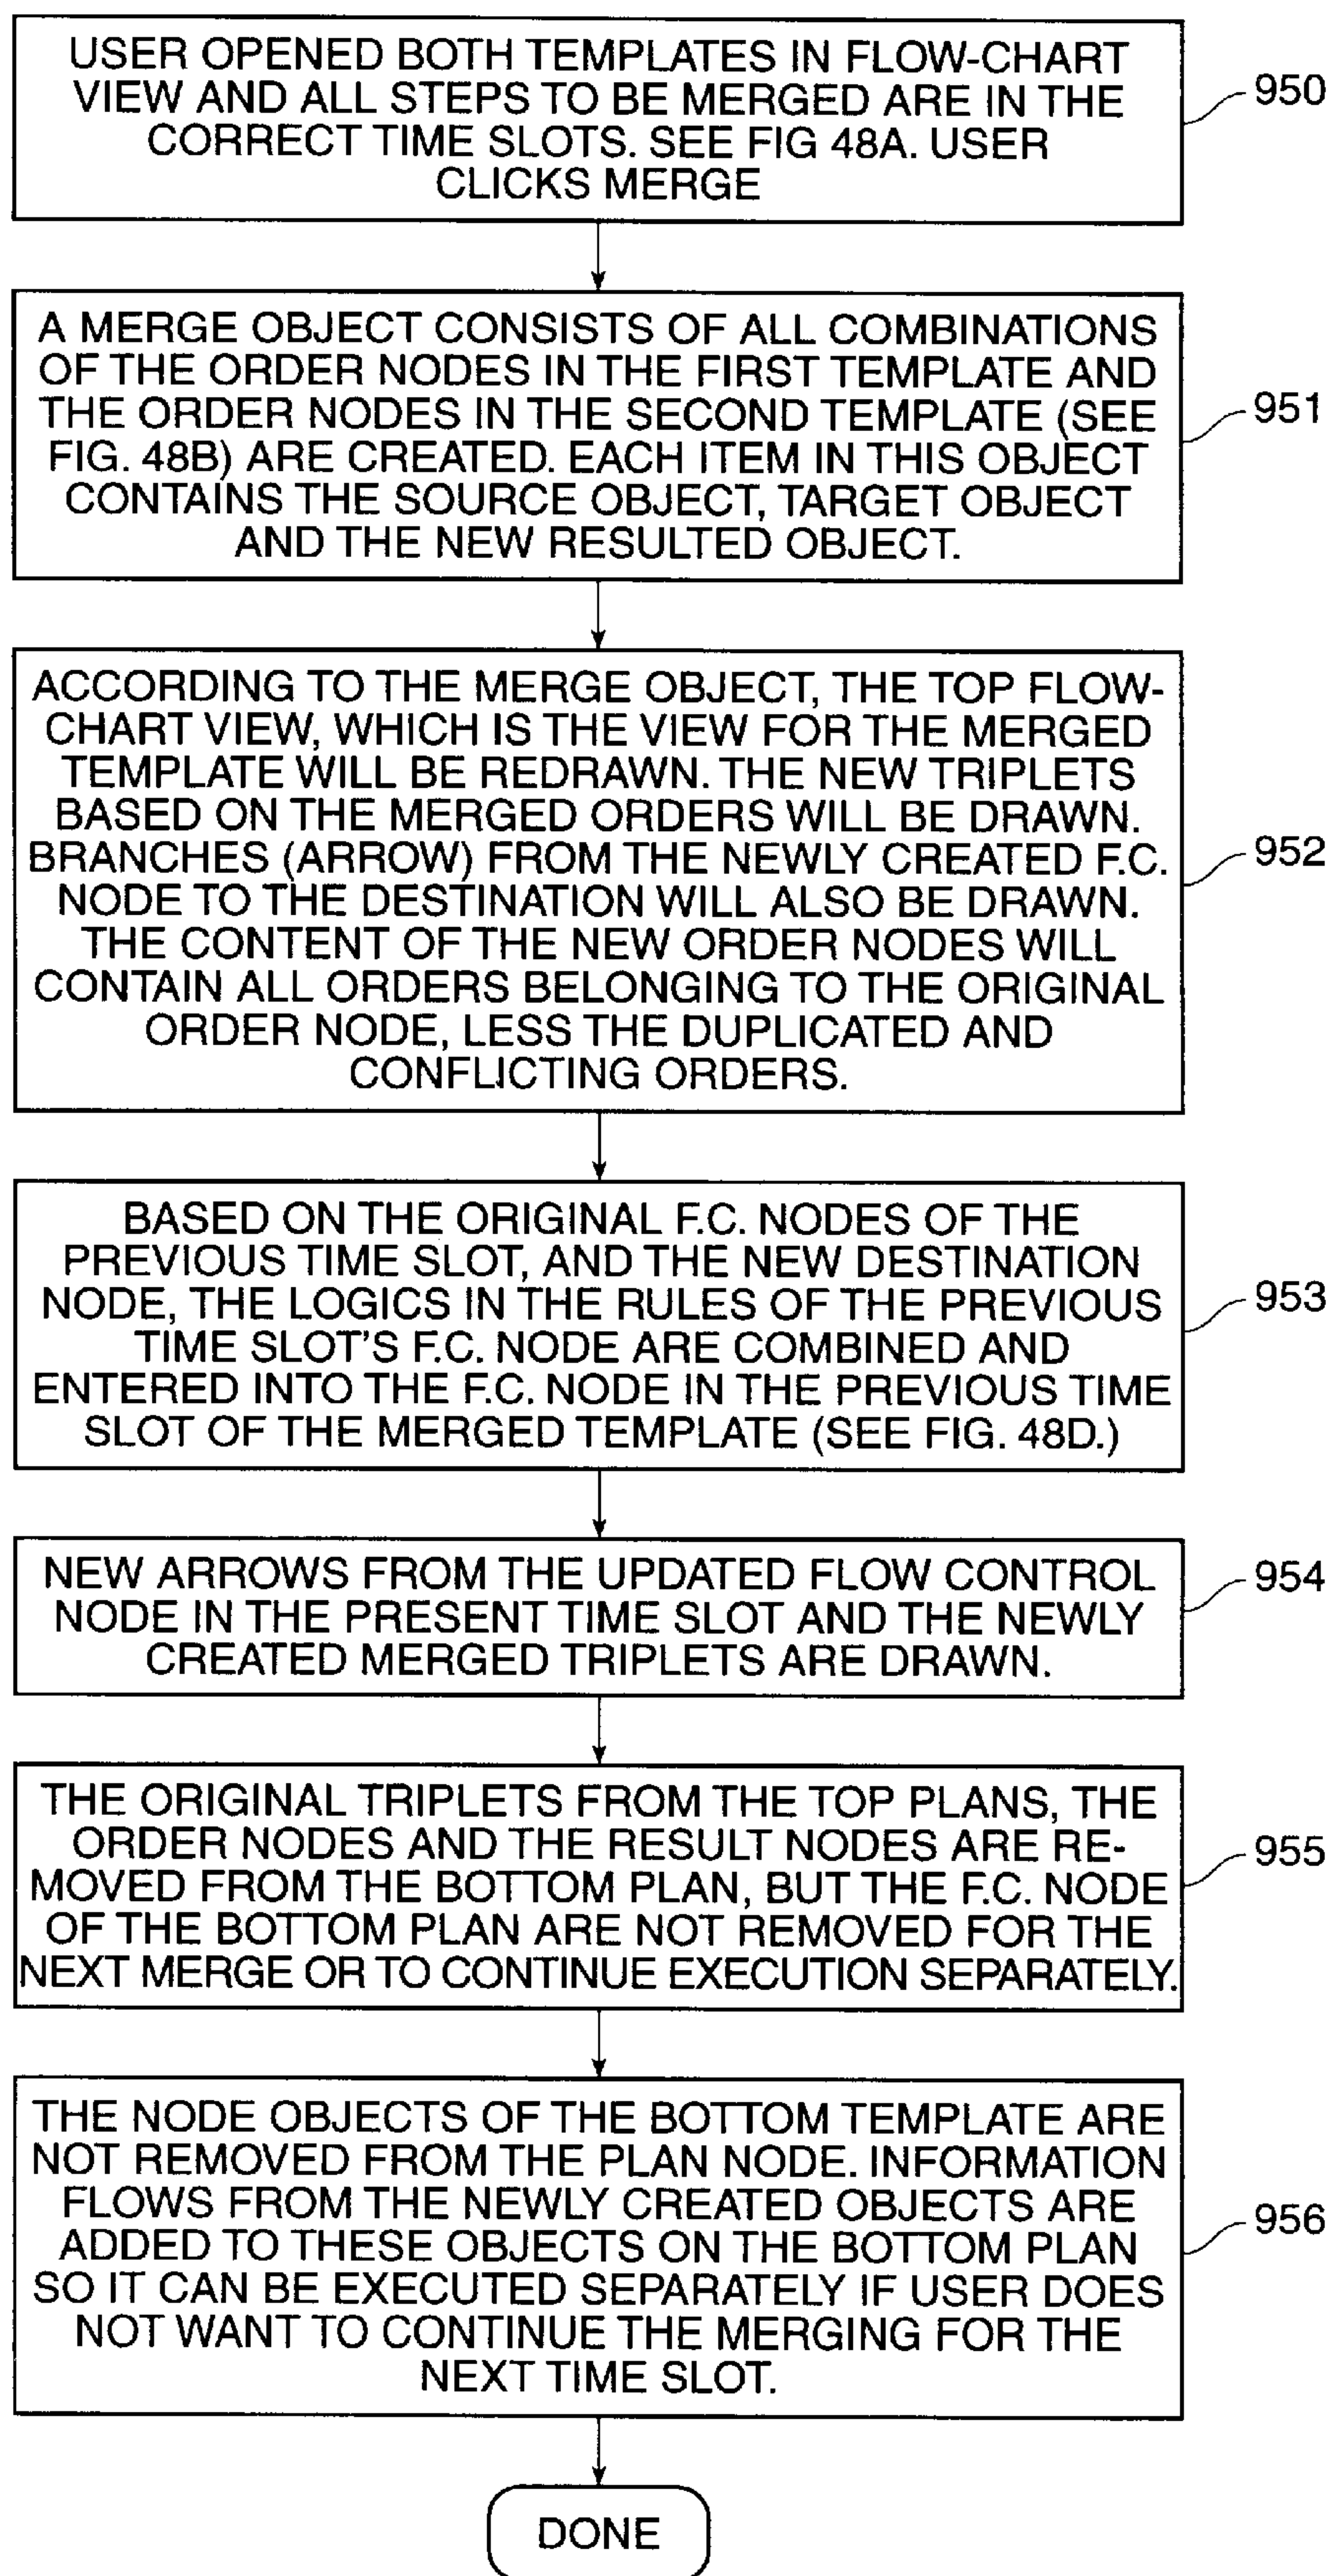 USER OPENED BOTH TEMPLATES IN FLOW-CHART
VIEW AND ALL STEPS TO BE MERGED ARE IN THE
CORRECT TIME SLOTS. SEE FIG 48A. USER
CLICKS MERGE
950
A MERGE OBJECT CONSISTS OF ALL COMBINATIONS
OF THE ORDER NODES IN THE FIRST TEMPLATE AND
THE ORDER NODES IN THE SECOND TEMPLATE (SEE
FIG. 48B) ARE CREATED. EACH ITEM IN THIS OBJECT
CONTAINS THE SOURCE OBJECT, TARGET OBJECT
AND THE NEW RESULTED OBJECT.
951
ACCORDING TO THE MERGE OBJECT, THE TOP FLOW-
CHART VIEW, WHICH IS THE VIEW FOR THE MERGED
TEMPLATE WILL BE REDRAWN. THE NEW TRIPLETS
BASED ON THE MERGED ORDERS WILL BE DRAWN.
BRANCHES (ARROW) FROM THE NEWLY CREATED F.C.
NODE TO THE DESTINATION WILL ALSO BE DRAWN.
THE CONTENT OF THE NEW ORDER NODES WILL
CONTAIN ALL ORDERS BELONGING TO THE ORIGINAL
ORDER NODE, LESS THE DUPLICATED AND
CONFLICTING ORDERS.
952
BASED ON THE ORIGINAL F.C. NODES OF THE
PREVIOUS TIME SLOT, AND THE NEW DESTINATION
NODE, THE LOGICS IN THE RULES OF THE PREVIOUS
TIME SLOT'S F.C. NODE ARE COMBINED AND
ENTERED INTO THE F.C. NODE IN THE PREVIOUS TIME
SLOT OF THE MERGED TEMPLATE (SEE FIG. 48D.)
953
NEW ARROWS FROM THE UPDATED FLOW CONTROL
NODE IN THE PRESENT TIME SLOT AND THE NEWLY
CREATED MERGED TRIPLETS ARE DRAWN.
954
THE ORIGINAL TRIPLETS FROM THE TOP PLANS, THE
ORDER NODES AND THE RESULT NODES ARE RE-
MOVED FROM THE BOTTOM PLAN, BUT THE F.C. NODE
OF THE BOTTOM PLAN ARE NOT REMOVED FOR THE
NEXT MERGE OR TO CONTINUE EXECUTION SEPARATELY.
955
THE NODE OBJECTS OF THE BOTTOM TEMPLATE ARE
NOT REMOVED FROM THE PLAN NODE. INFORMATION
FLOWS FROM THE NEWLY CREATED OBJECTS ARE
ADDED TO THESE OBJECTS ON THE BOTTOM PLAN
SO IT CAN BE EXECUTED SEPARATELY IF USER DOES
NOT WANT TO CONTINUE THE MERGING FOR THE
NEXT TIME SLOT.
956
DONE